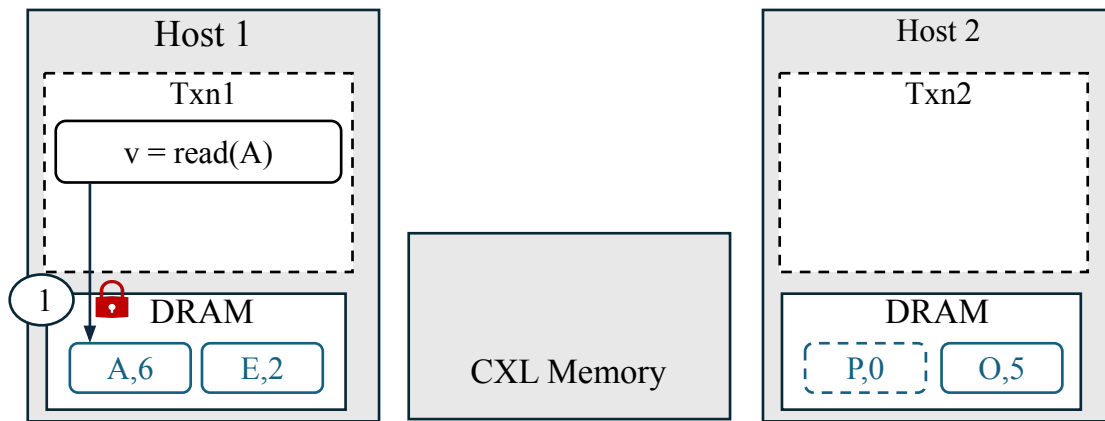 Host 1
Txn1
v = read(A)
1
DRAM
A,6
E,2
CXL Memory
Host 2
Txn2
DRAM
P,0
O,5